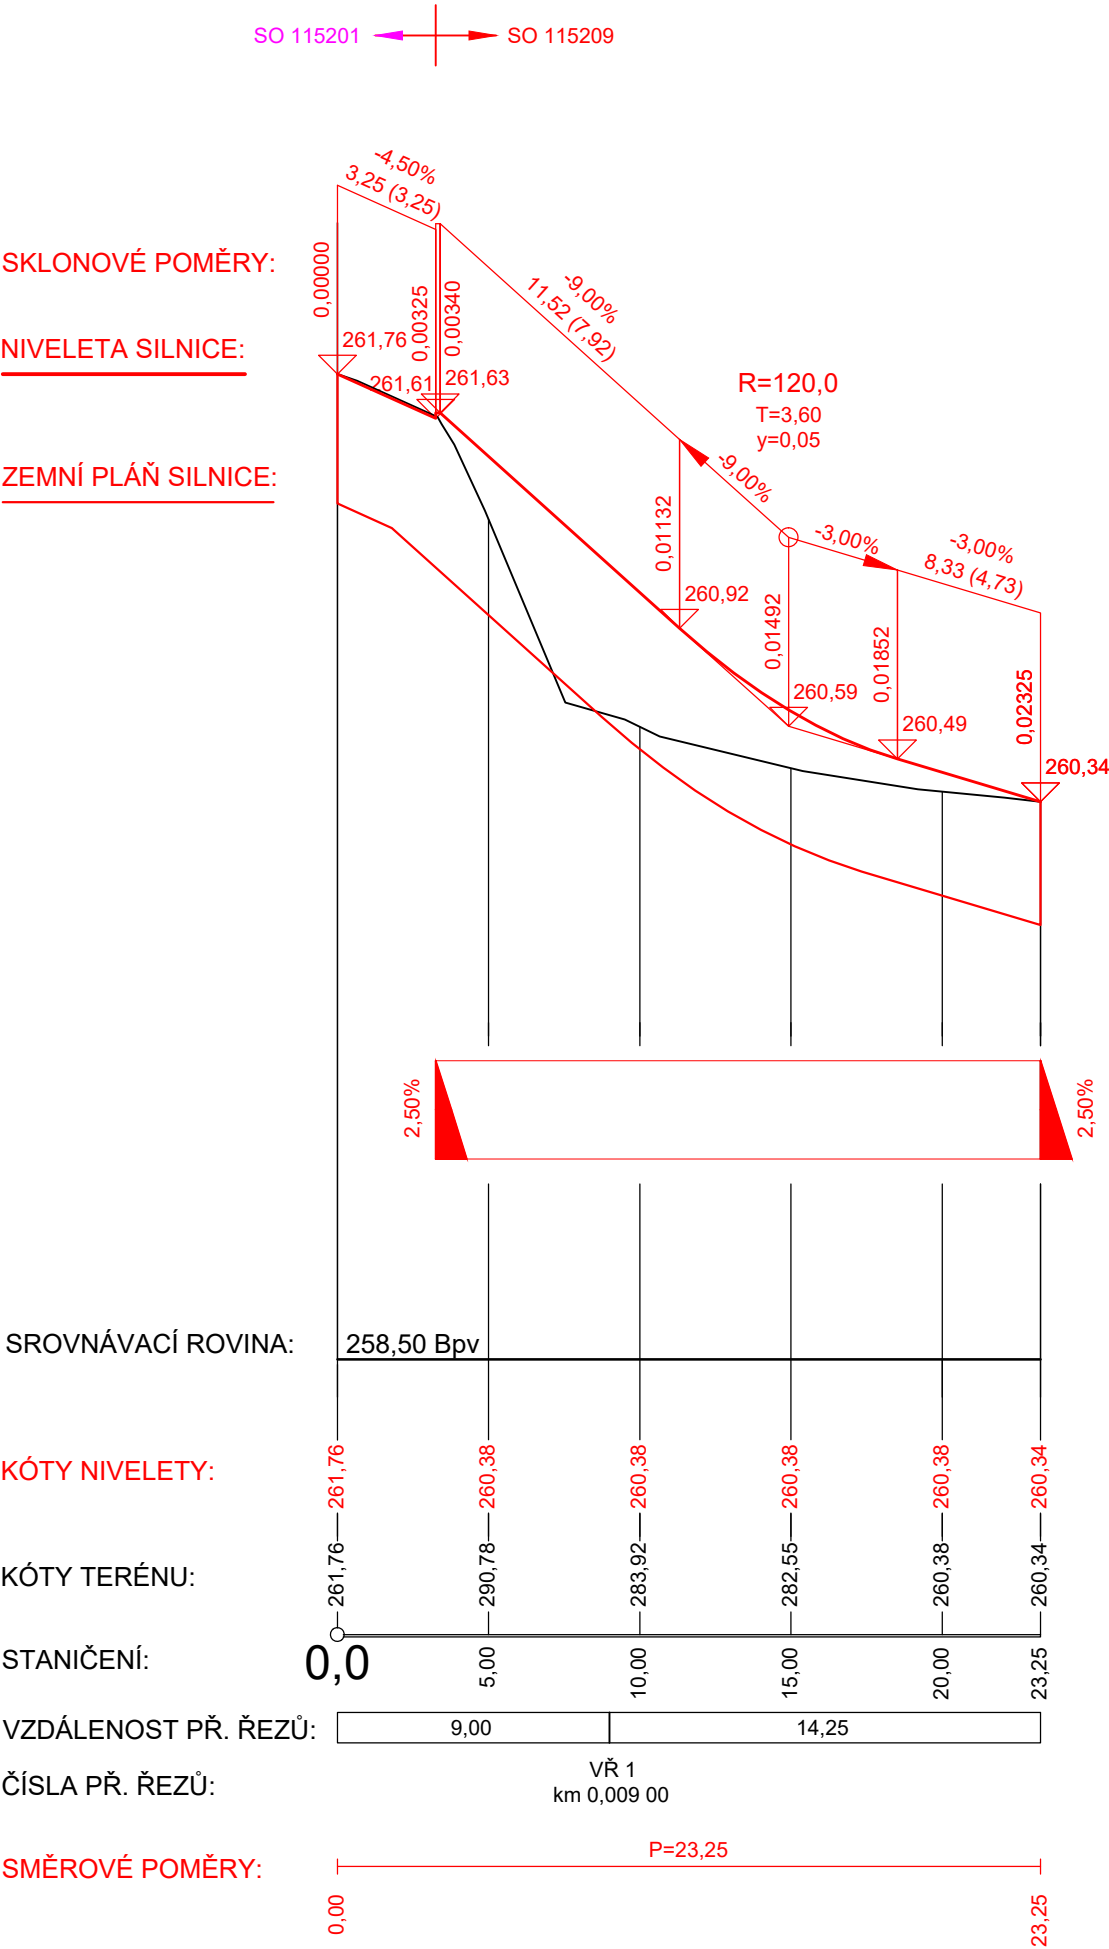 SO 115201
SO 115209
-4,50%
3,25 (3,25)
SKLONOVÉ POMĚRY:
0,00000
0,00325
0,00340
-9,00%
11,52 (7,92)
NIVELETA SILNICE:
261,76
261,61
261,63
R=120,0
T=3,60
y=0,05
ZEMNÍ PLÁŇ SILNICE:
-9,00%
-3,00%
-3,00%
8,33 (4,73)
0,01132
260,92
0,01492
260,59
0,01852
260,49
0,02325
260,34
2,50%
2,50%
SROVNÁVACÍ ROVINA:
258,50 Bpv
KÓTY NIVELETY:
261,76
260,38
260,38
260,38
260,38
260,34
KÓTY TERÉNU:
261,76
290,78
283,92
282,55
260,38
260,34
STANIČENÍ:
0,0
5,00
10,00
15,00
20,00
23,25
VZDÁLENOST PŘ. ŘEZŮ:
9,00
14,25
ČÍSLA PŘ. ŘEZŮ:
VŘ 1
km 0,009 00
SMĚROVÉ POMĚRY:
P=23,25
0,00
23,25